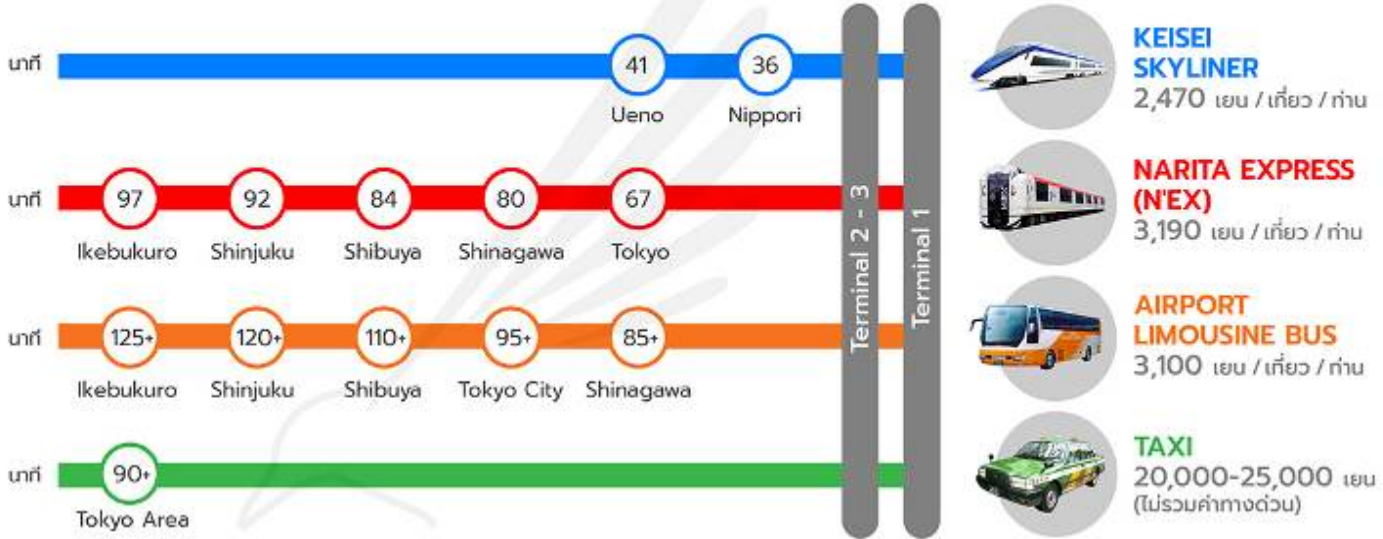 นาที
41
36
Ueno
Nippori
KEISEI
SKYLINER
2,470 เยน / เที่ยว / ท่าน
นาที
97
92
84
80
67
Ikebukuro
Shinjuku
Shibuya
Shinagawa
Tokyo
NARITA EXPRESS
(N'EX)
3,190 เยน / เที่ยว / ท่าน
นาที
125+
120+
110+
95+
85+
Ikebukuro
Shinjuku
Shibuya
Tokyo City
Shinagawa
AIRPORT
LIMOUSINE BUS
3,100 เยน / เที่ยว / ท่าน
นาที
90+
Tokyo Area
TAXI
20,000-25,000 เยน
(ไม่รวมค่าทางด่วน)
Terminal 2 - 3
Terminal 1